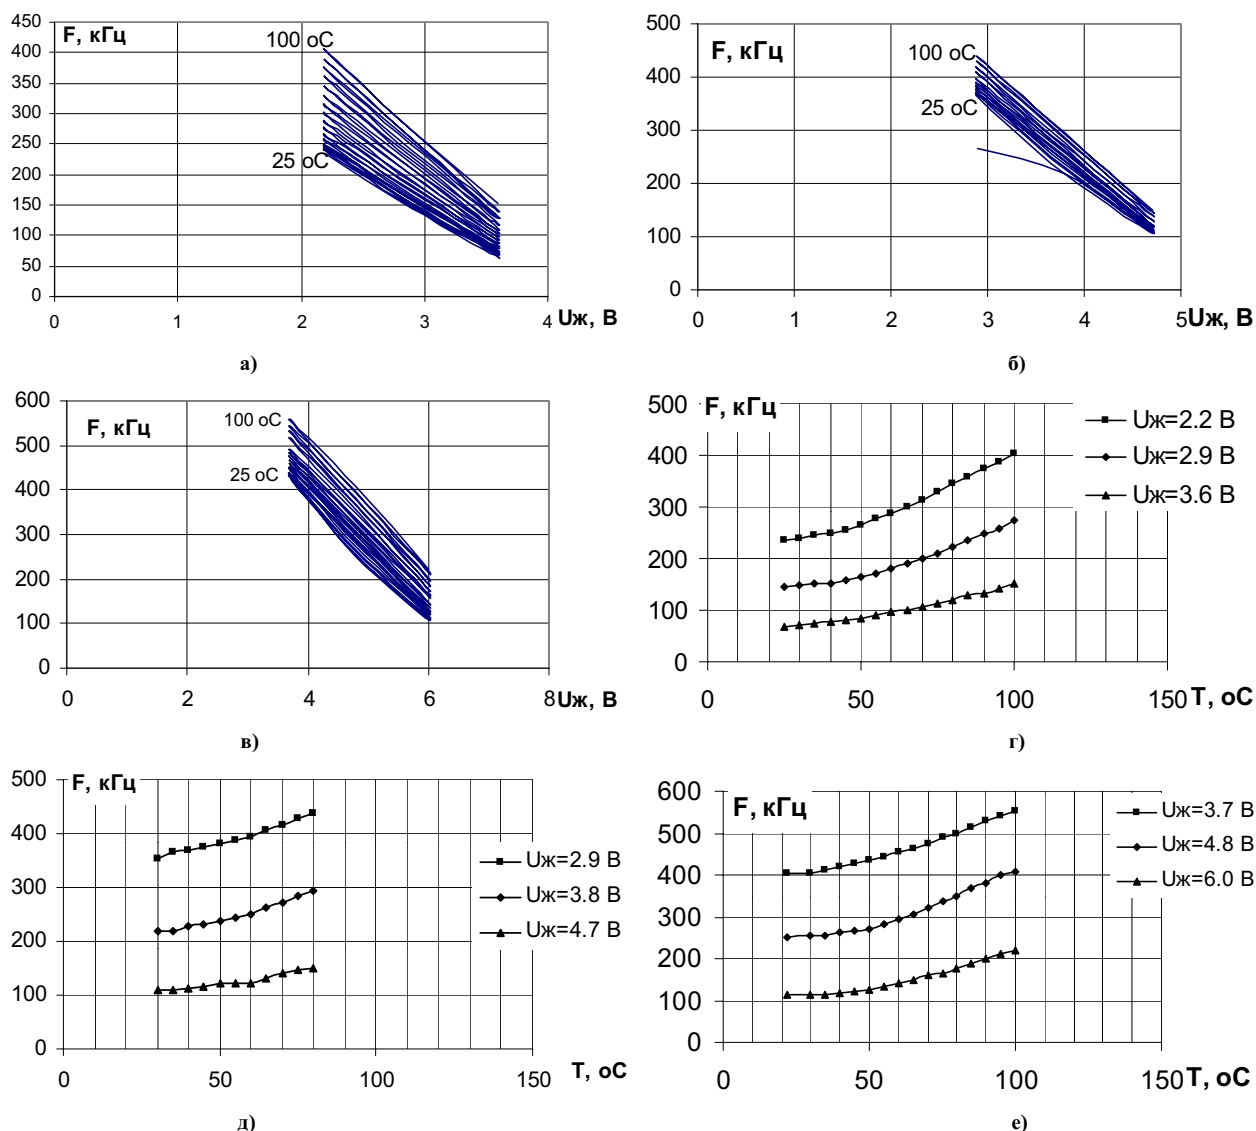 450
400
350
300
250
200
150
100
50
0
F, кГц
100 оС
25 оС
0 1 2 3 4 Uж, В
а)
500
400
300
200
100
0
F, кГц
100 оС
25 оС
0 1 2 3 4 5 Uж, В
б)
600
500
400
300
200
100
0
F, кГц
100 оС
25 оС
0 2 4 6 8 Uж, В
в)
500
400
300
200
100
0
F, кГц
Uж=2.2 В
Uж=2.9 В
Uж=3.6 В
0 50 100 150 Т, оС
г)
500
400
300
200
100
0
F, кГц
Uж=2.9 В
Uж=3.8 В
Uж=4.7 В
0 50 100 150 Т, оС
д)
600
500
400
300
200
100
0
F, кГц
Uж=3.7 В
Uж=4.8 В
Uж=6.0 В
0 50 100 150 Т, оС
е)